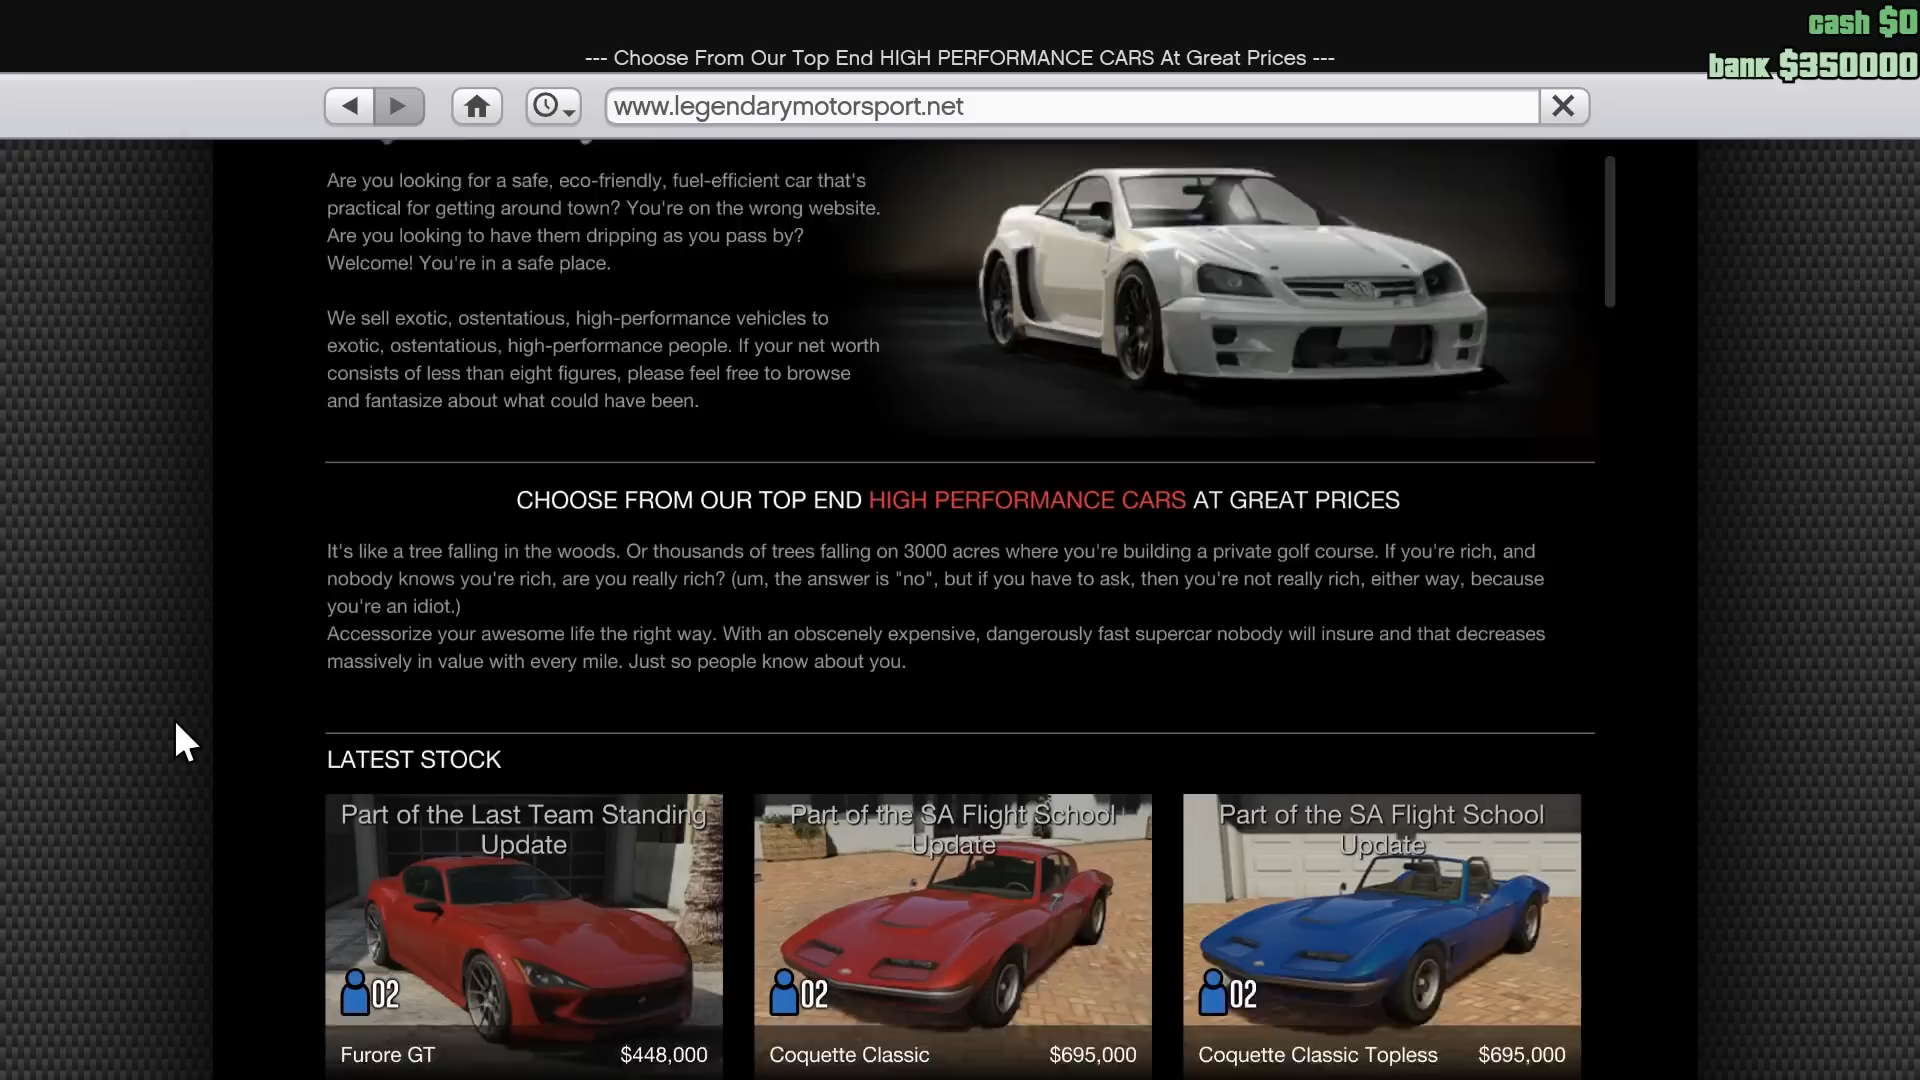 cash $0
--- Choose From Our Top End HIGH PERFORMANCE CARS At Great Prices ---
bank $350000
www.legendarymotorsport.net
Are you looking for a safe, eco-friendly, fuel-efficient car that's
practical for getting around town? You're on the wrong website.
Are you looking to have them dripping as you pass by?
Welcome! You're in a safe place.
We sell exotic, ostentatious, high-performance vehicles to
exotic, ostentatious, high-performance people. If your net worth
consists of less than eight figures, please feel free to browse
and fantasize about what could have been.
CHOOSE FROM OUR TOP END HIGH PERFORMANCE CARS AT GREAT PRICES
It's like a tree falling in the woods. Or thousands of trees falling on 3000 acres where you're building a private golf course. If you're rich, and
nobody knows you're rich, are you really rich? (um, the answer is "no", but if you have to ask, then you're not really rich, either way, because
you're an idiot.)
Accessorize your awesome life the right way. With an obscenely expensive, dangerously fast supercar nobody will insure and that decreases
massively in value with every mile. Just so people know about you.
LATEST STOCK
Part of the Last Team Standing
Update
02
Furore GT $448,000
Part of the SA Flight School
Update
02
Coquette Classic $695,000
Part of the SA Flight School
Update
02
Coquette Classic Topless $695,000